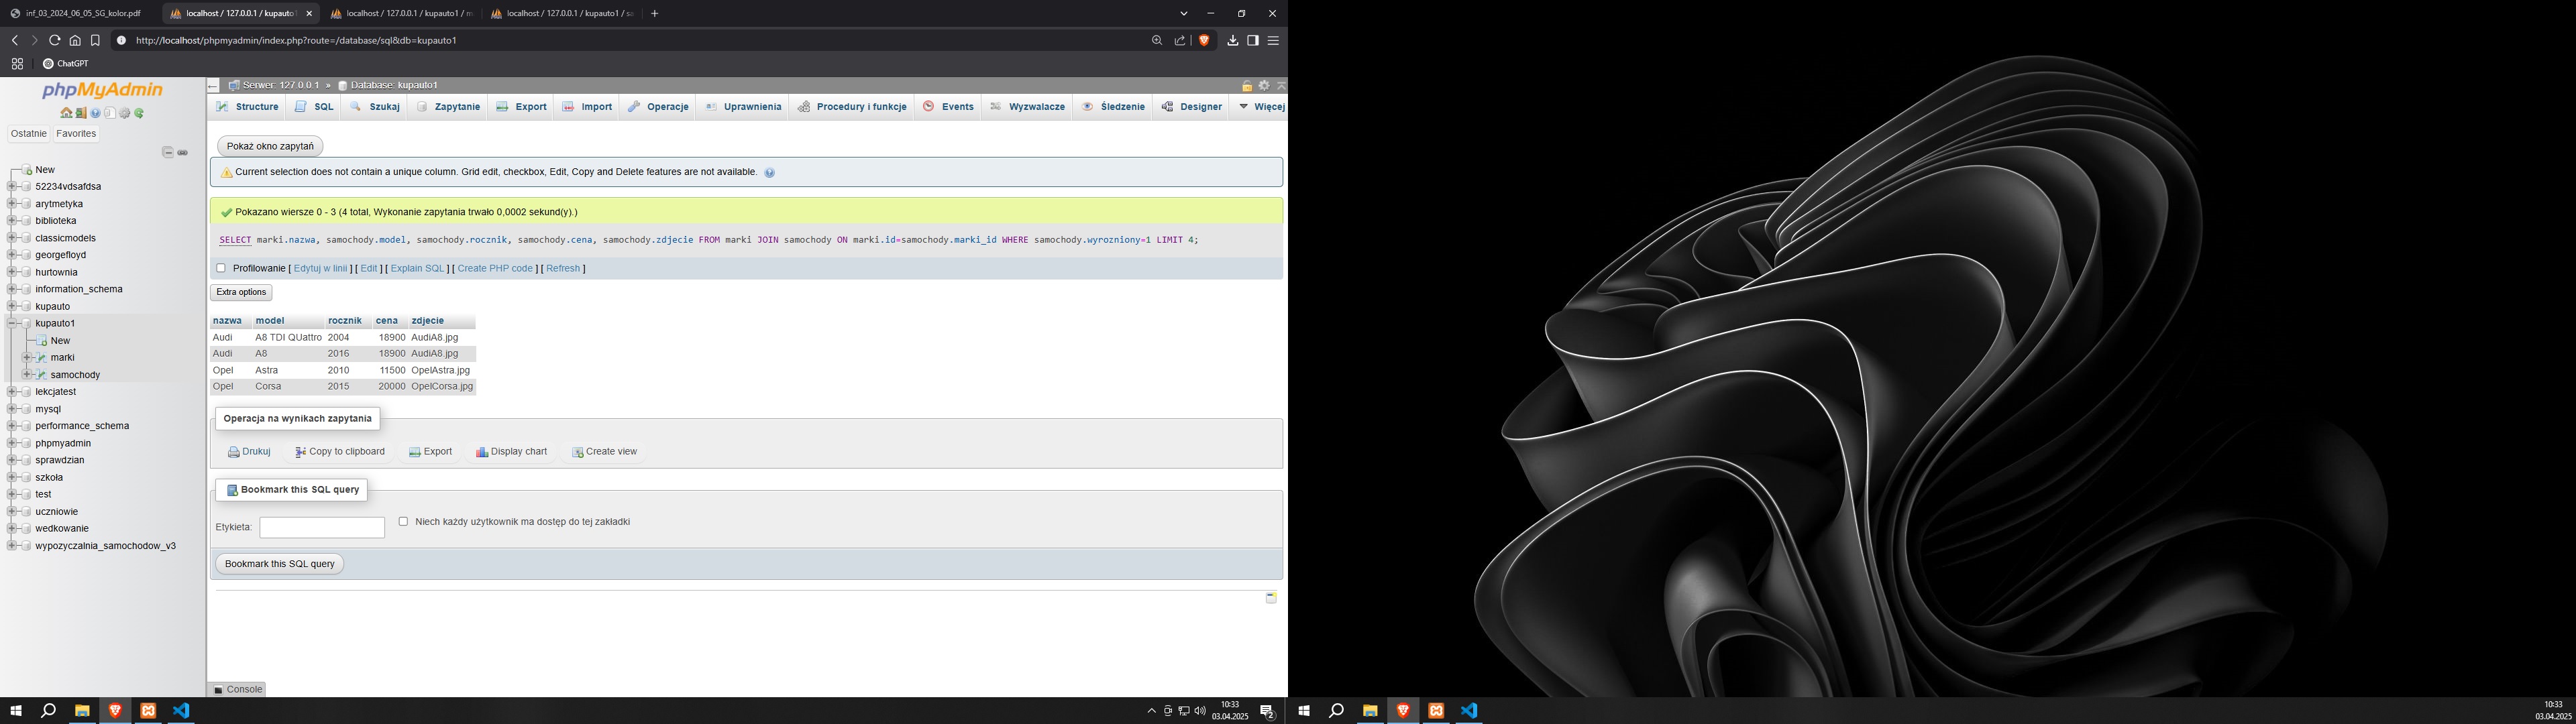 inf_03_2024_06_05_SG_kolor.pdf
localhost / 127.0.0.1 / kupauto1
localhost / 127.0.0.1 / kupauto1 / m
localhost / 127.0.0.1 / kupauto1 / sa
http://localhost/phpmyadmin/index.php?route=/database/sql&db=kupauto1
ChatGPT
phpMyAdmin
Ostatnie Favorites
New
52234vdsafdsa
arytmetyka
biblioteka
classicmodels
georgefloyd
hurtownia
information_schema
kupauto
kupauto1
New
marki
samochody
lekcjatest
mysql
performance_schema
phpmyadmin
sprawdzian
szkoła
test
uczniowie
wedkowanie
wypozyczalnia_samochodow_v3
Serwer: 127.0.0.1 » Database: kupauto1
Structure SQL Szukaj Zapytanie Export Import Operacje Uprawnienia Procedury i funkcje Events Wyzwalacze Śledzenie Designer Więcej
Pokaż okno zapytań
Current selection does not contain a unique column. Grid edit, checkbox, Edit, Copy and Delete features are not available.
Pokazano wiersze 0 - 3 (4 total, Wykonanie zapytania trwało 0,0002 sekund(y).)
SELECT marki.nazwa, samochody.model, samochody.rocznik, samochody.cena, samochody.zdjecie FROM marki JOIN samochody ON marki.id=samochody.marki_id WHERE samochody.wyrozniony=1 LIMIT 4;
Profilowanie [ Edytuj w linii ] [ Edit ] [ Explain SQL ] [ Create PHP code ] [ Refresh ]
Extra options
nazwa model rocznik cena zdjecie
Audi A8 TDI QUattro 2004 18900 AudiA8.jpg
Audi A8 2016 18900 AudiA8.jpg
Opel Astra 2010 11500 OpelAstra.jpg
Opel Corsa 2015 20000 OpelCorsa.jpg
Operacja na wynikach zapytania
Drukuj Copy to clipboard Export Display chart Create view
Bookmark this SQL query
Etykieta: Niech każdy użytkownik ma dostęp do tej zakładki
Bookmark this SQL query
Console
10:33
03.04.2025
2
10:33
03.04.2025